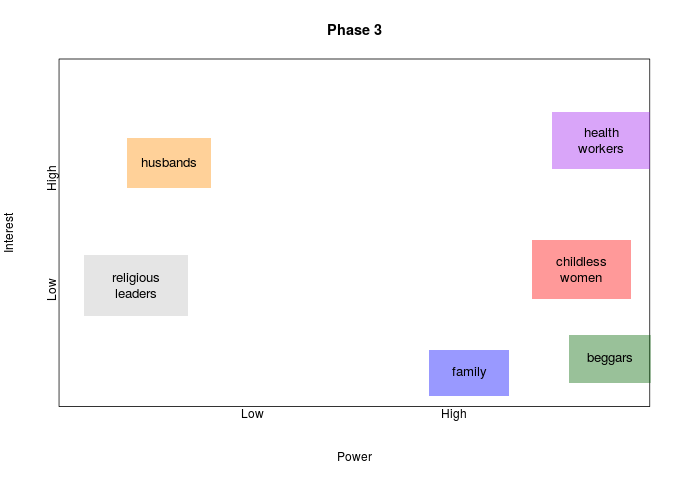 Phase 3
health
workers
husbands
High
Interest
childless
women
religious
leaders
Low
beggars
family
Low
High
Power